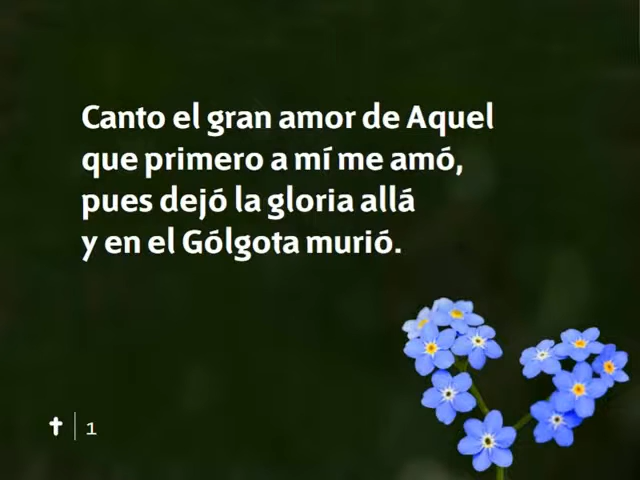 Canto el gran amor de Aquel
que primero a mí me amó,
pues dejó la gloria allá
y en el Gólgota murió.
1